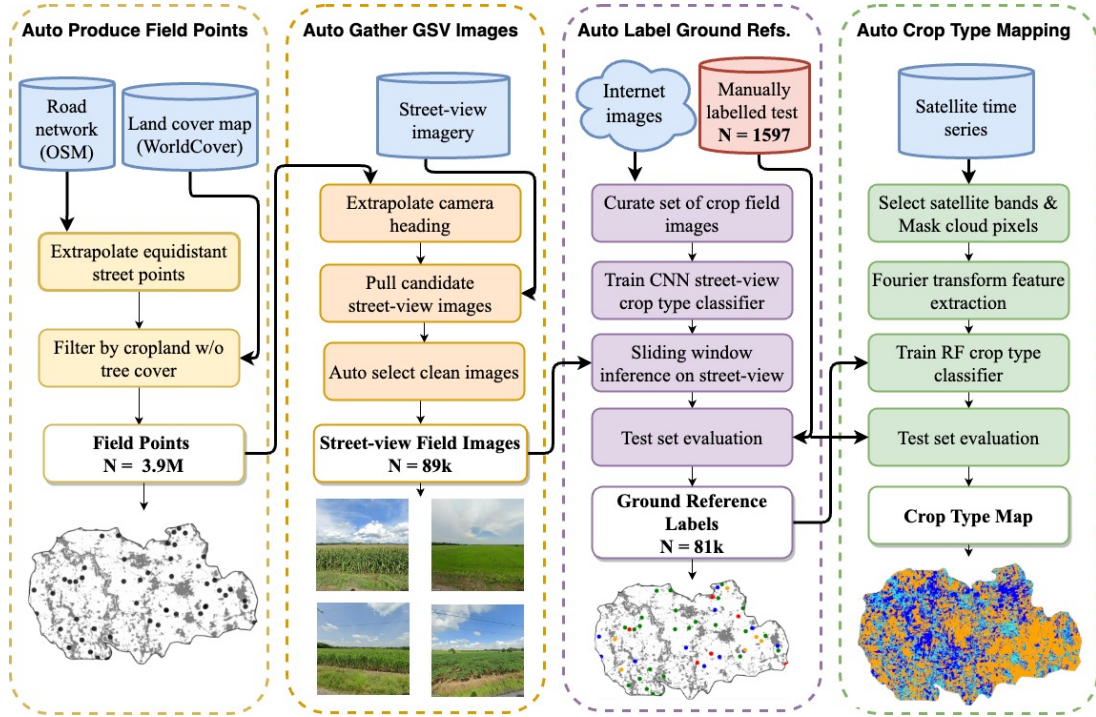 Auto Produce Field Points
Road
network
(OSM)
Land cover map
(WorldCover)
Extrapolate equidistant
street points
Filter by cropland w/o
tree cover
Field Points
N = 3.9M
Auto Gather GSV Images
Street-view
imagery
Extrapolate camera
heading
Pull candidate
street-view images
Auto select clean images
Street-view Field Images
N = 89k
Auto Label Ground Refs.
Internet
images
Manually
labelled test
N = 1597
Curate set of crop field
images
Train CNN street-view
crop type classifier
Sliding window
inference on street-view
Test set evaluation
Ground Reference
Labels
N = 81k
Auto Crop Type Mapping
Satellite time
series
Select satellite bands &
Mask cloud pixels
Fourier transform feature
extraction
Train RF crop type
classifier
Test set evaluation
Crop Type Map